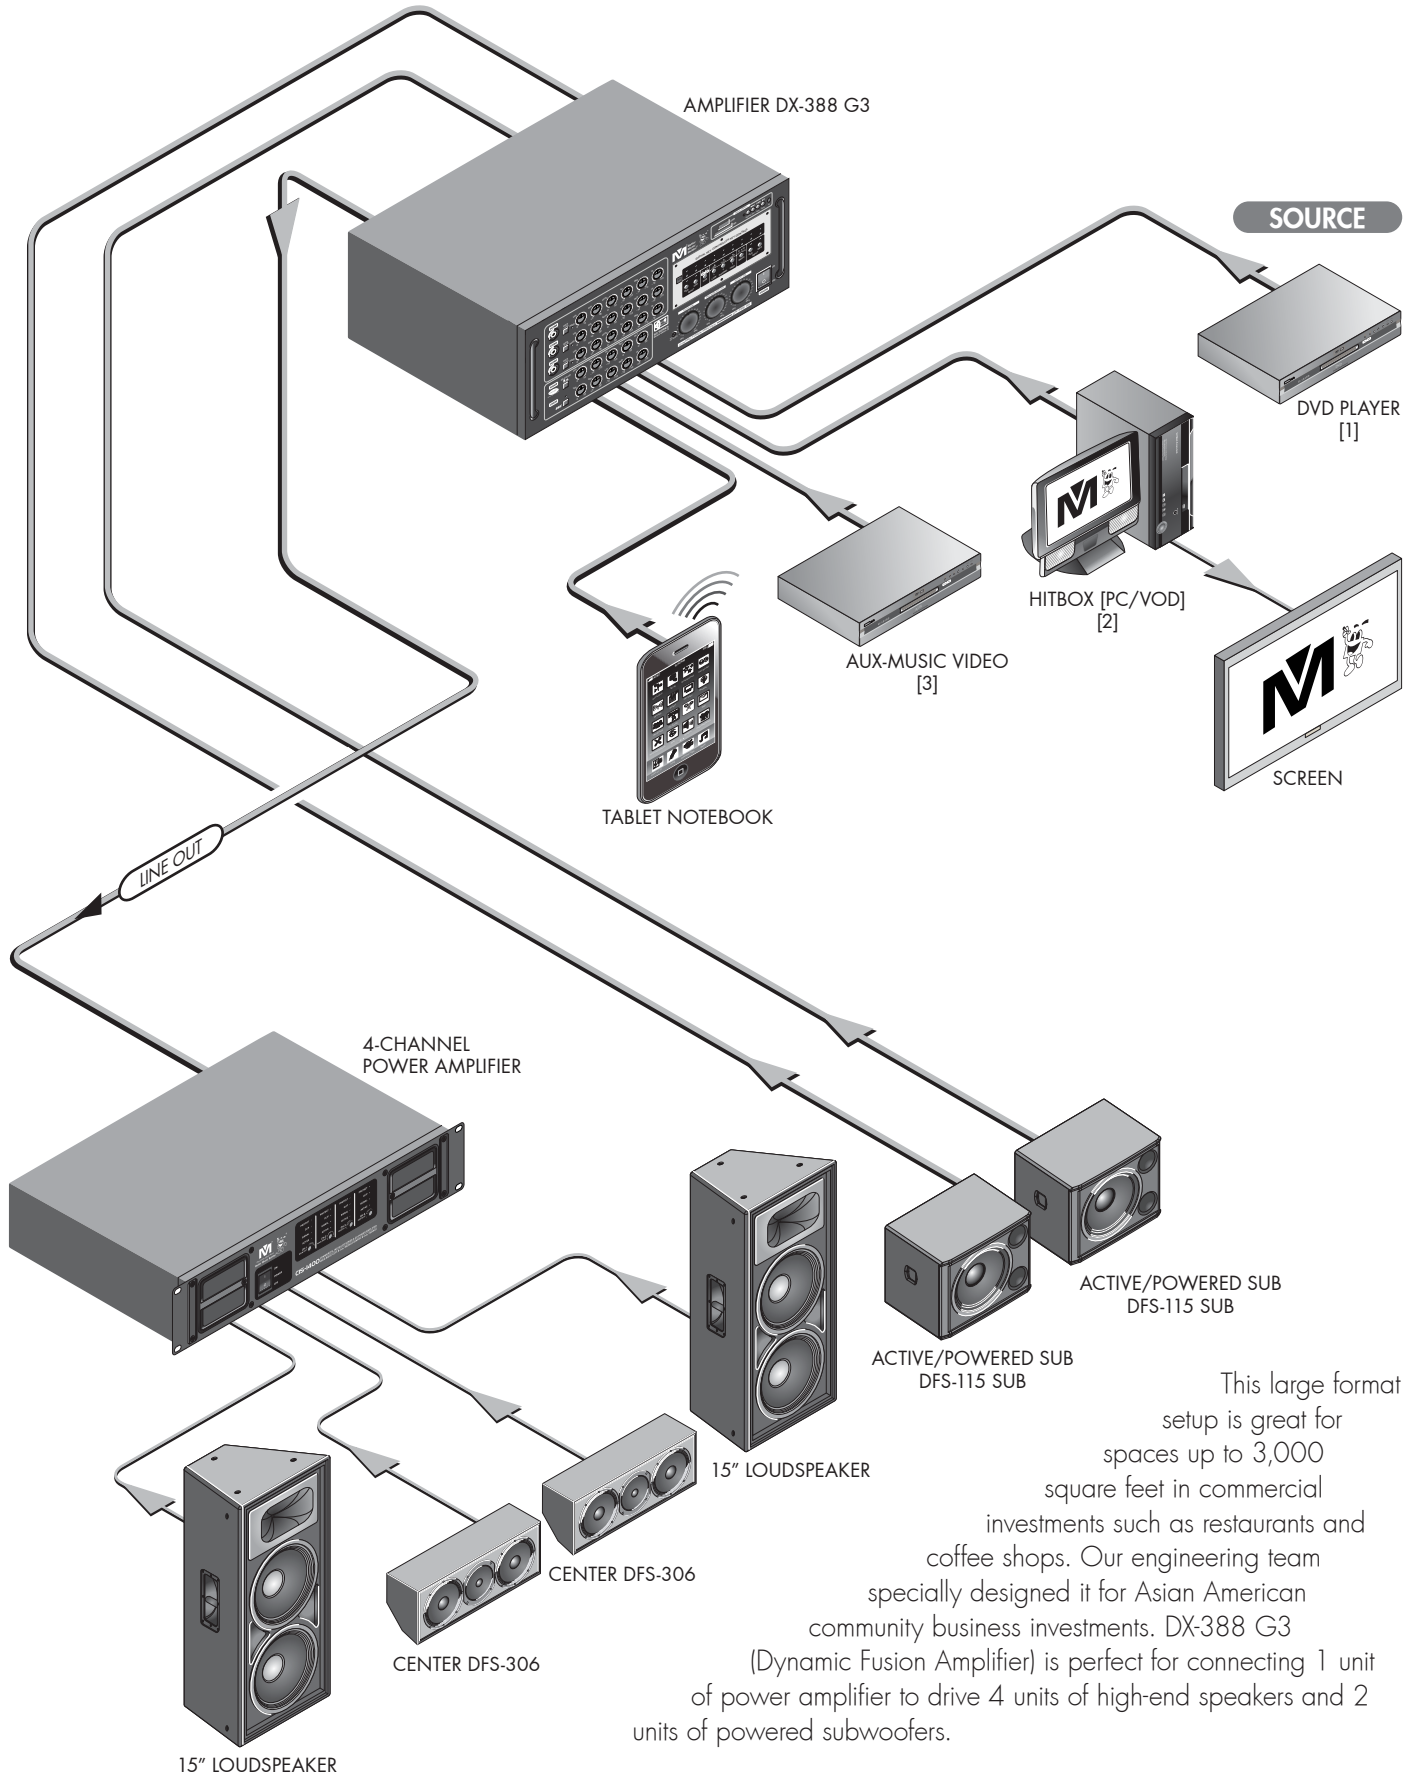 AMPLIFIER DX-388 G3
SOURCE
DVD PLAYER
[1]
HITBOX [PC/VOD]
[2]
AUX-MUSIC VIDEO
[3]
SCREEN
TABLET NOTEBOOK
LINE OUT
4-CHANNEL
POWER AMPLIFIER
ACTIVE/POWERED SUB
DFS-115 SUB
ACTIVE/POWERED SUB
DFS-115 SUB
15” LOUDSPEAKER
CENTER DFS-306
CENTER DFS-306
15” LOUDSPEAKER
This large format
setup is great for
spaces up to 3,000
square feet in commercial
investments such as restaurants and
coffee shops. Our engineering team
specially designed it for Asian American
community business investments. DX-388 G3
(Dynamic Fusion Amplifier) is perfect for connecting 1 unit
of power amplifier to drive 4 units of high-end speakers and 2
units of powered subwoofers.